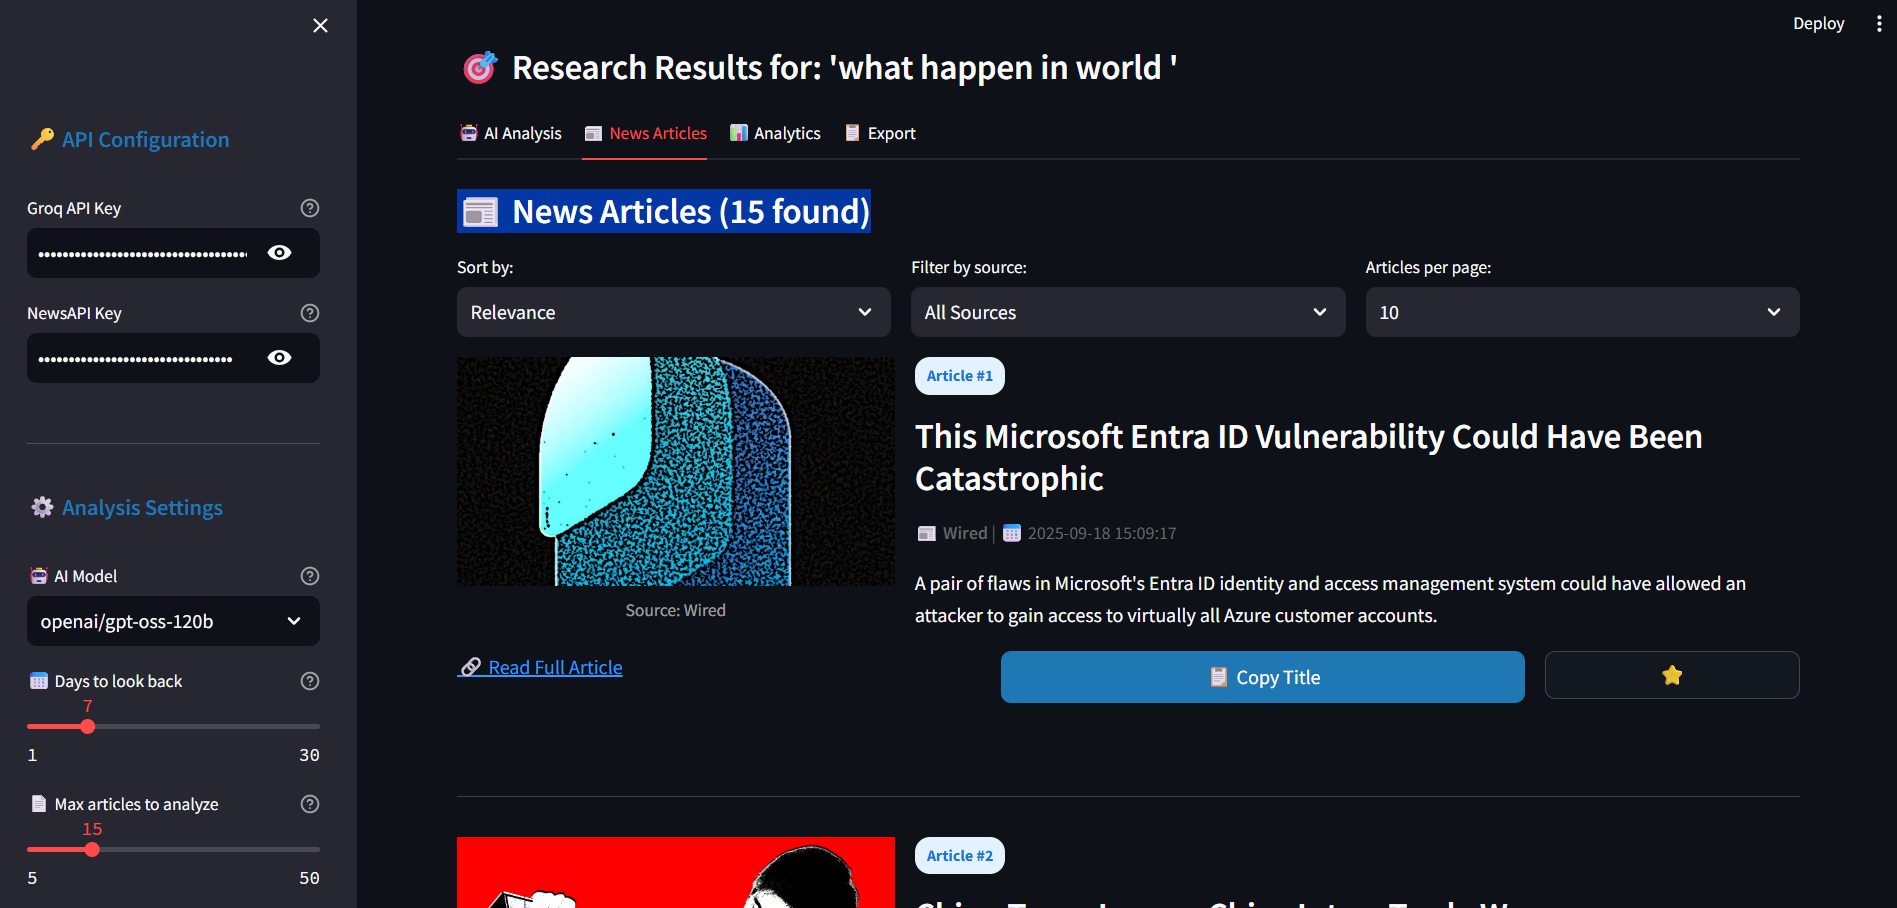 Deploy
API Configuration
Groq API Key
NewsAPI Key
Analysis Settings
AI Model
openai/gpt-oss-120b
Days to look back
7
1 30
Max articles to analyze
15
5 50
Research Results for: 'what happen in world '
AI Analysis News Articles Analytics Export
News Articles (15 found)
Sort by: Filter by source: Articles per page:
Relevance All Sources 10
Article #1
This Microsoft Entra ID Vulnerability Could Have Been
Catastrophic
Wired | 2025-09-18 15:09:17
A pair of flaws in Microsoft's Entra ID identity and access management system could have allowed an
attacker to gain access to virtually all Azure customer accounts.
Source: Wired
Read Full Article Copy Title
Article #2